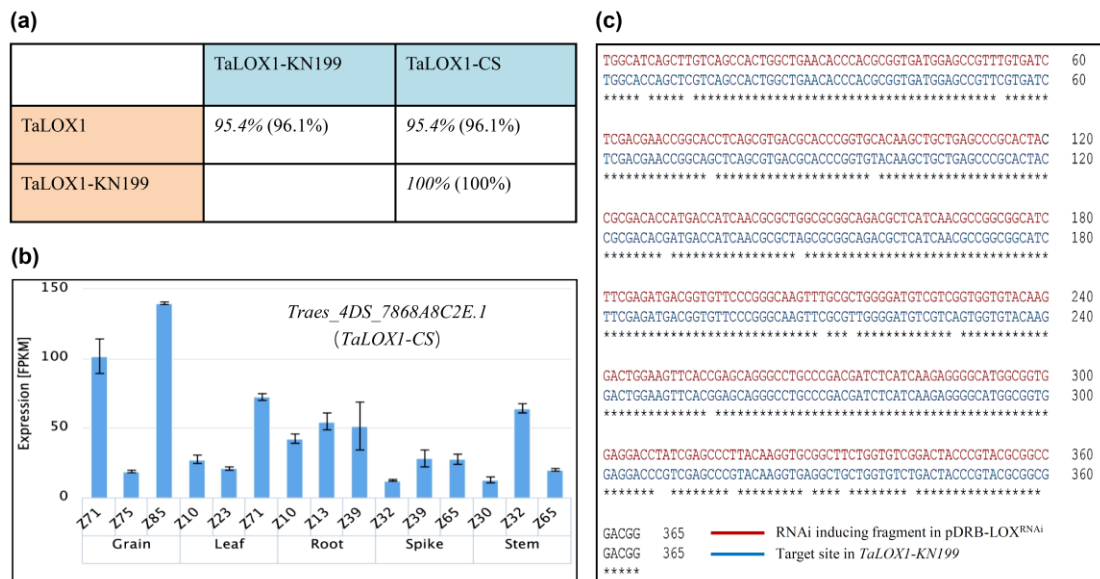 (a)
TaLOX1-KN199 TaLOX1-CS
TaLOX1 95.4% (96.1%) 95.4% (96.1%)
TaLOX1-KN199 100% (100%)
(b)
150
100
50
0
Expression [FPKM]
Traes_4DS_7868A8C2E.1
(TaLOX1-CS)
Z71 Z75 Z85 Z10 Z23 Z71 Z10 Z13 Z39 Z32 Z39 Z65 Z30 Z32 Z65
Grain Leaf Root Spike Stem
(c)
TGGCATCAGCTTGTCAGCCACTGGCTGAACACCCACGCGGTGATGGAGCCGTTTGTGATC 60
TGGCACCAGCTCGTCAGCCACTGGCTGAACACCCACGCGGTGATGGAGCCGTTCGTGATC 60
***** ***** ***************************************** ******
TCGACGAACCGGCACCTCAGCGTGACGCACCCGGTGCACAAGCTGCTGAGCCCGCACTAC 120
TCGACGAACCGGCAGCTCAGCGTGACGCACCCGGTGTACAAGCTGCTGAGCCCGCACTAC 120
************** ********************* ***********************
CGCGACACCATGACCATCAACGCGCTGGCGCGGCAGACGCTCATCAACGCCGGCGGCATC 180
CGCGACACGATGACCATCAACGCGCTAGCGCGGCAGACGCTCATCAACGCCGGCGGCATC 180
******** ***************** *********************************
TTCGAGATGACGGTGTTCCCGGGCAAGTTTGCGCTGGGGATGTCGTCGGTGGTGTACAAG 240
TTCGAGATGACGGTGTTCCCGGGCAAGTTCGCGTTGGGGATGTCGTCAGTGGTGTACAAG 240
***************************** *** ************* ************
GACTGGAAGTTCACCGAGCAGGGCCTGCCCGACGATCTCATCAAGAGGGGCATGGCGGTG 300
GACTGGAAGTTCACGGAGCAGGGCCTGCCCGACGATCTCATCAAGAGGGGCATGGCGGTG 300
************** *********************************************
GAGGACCTATCGAGCCCTTACAAGGTGCGGCTTCTGGTGTCGGACTACCCGTACGCGGCC 360
GAGGACCCGTCGAGCCCGTACAAGGTGAGGCTGCTGGTGTCTGACTACCCGTACGCGGCG 360
******* ******** ********* **** ******** *****************
GACGG 365
GACGG 365
*****
RNAi inducing fragment in pDRB-LOXRNAi
Target site in TaLOX1-KN199